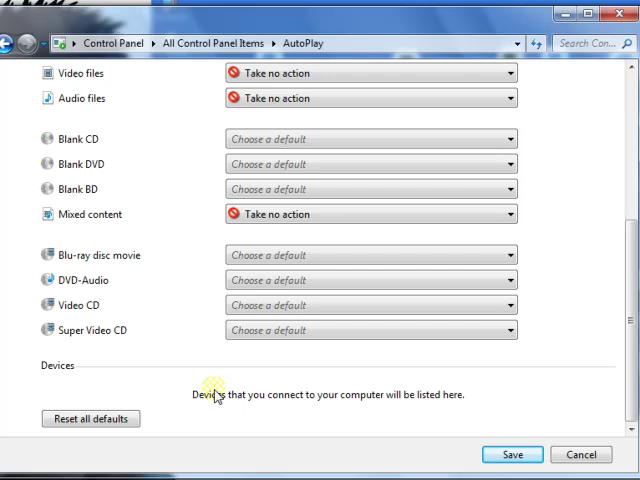 Control Panel All Control Panel Items AutoPlay Search Con...
Video files Take no action
Audio files Take no action
Blank CD Choose a default
Blank DVD Choose a default
Blank BD Choose a default
Mixed content Take no action
Blu-ray disc movie Choose a default
DVD-Audio Choose a default
Video CD Choose a default
Super Video CD Choose a default
Devices
Devices that you connect to your computer will be listed here.
Reset all defaults
Save Cancel